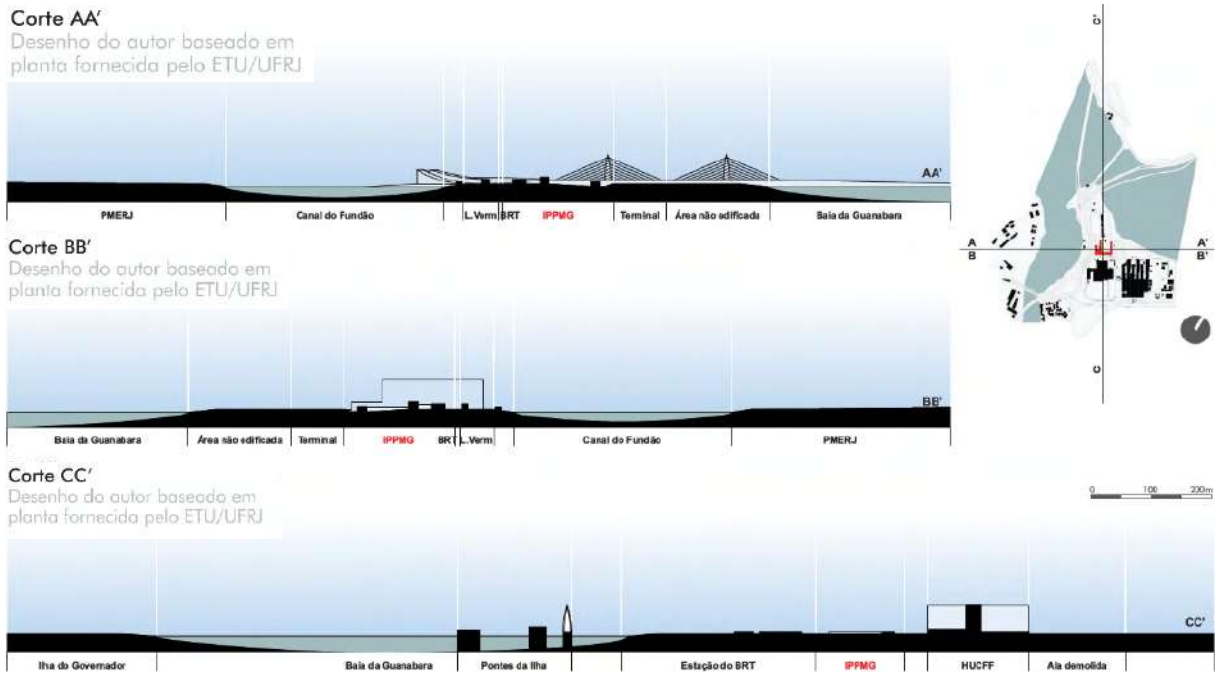 Corte AA'
Desenho do autor baseado em
planta fornecida pelo ETU/UFRJ
AA'
PMERJ Canal do Fundão L.Verm BRT IPPMG Terminal Área não edificada Baia da Guanabara
Corte BB'
Desenho do autor baseado em
planta fornecida pelo ETU/UFRJ
BB'
Baia da Guanabara Área não edificada Terminal IPPMG BRT L.Verm Canal do Fundão PMERJ
Corte CC'
Desenho do autor baseado em
planta fornecida pelo ETU/UFRJ
CC'
Ilha do Governador Baia da Guanabara Pontes da Ilha Estação do BRT IPPMG HUCFF Ala demolida
C'
A A'
B B'
C
0 100 200m